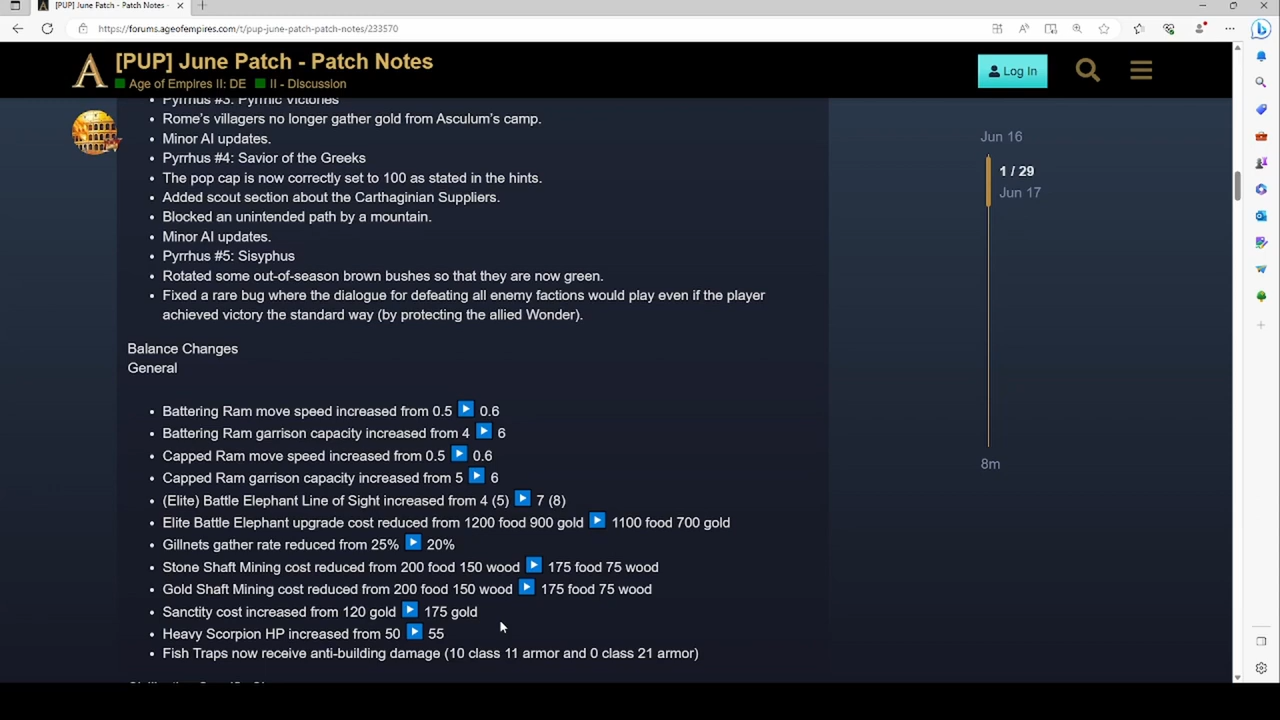 [PUP] June Patch - Patch Notes -
https://forums.ageofempires.com/t/pup-june-patch-patch-notes/233570
[PUP] June Patch - Patch Notes
Age of Empires II: DE II - Discussion
Log In
Pyrrhus #3: Pyrrhic Victories
Rome's villagers no longer gather gold from Asculum's camp.
Minor AI updates.
Pyrrhus #4: Savior of the Greeks
The pop cap is now correctly set to 100 as stated in the hints.
Added scout section about the Carthaginian Suppliers.
Blocked an unintended path by a mountain.
Minor AI updates.
Pyrrhus #5: Sisyphus
Rotated some out-of-season brown bushes so that they are now green.
Fixed a rare bug where the dialogue for defeating all enemy factions would play even if the player
achieved victory the standard way (by protecting the allied Wonder).
Balance Changes
General
Battering Ram move speed increased from 0.5 ▶ 0.6
Battering Ram garrison capacity increased from 4 ▶ 6
Capped Ram move speed increased from 0.5 ▶ 0.6
Capped Ram garrison capacity increased from 5 ▶ 6
(Elite) Battle Elephant Line of Sight increased from 4 (5) ▶ 7 (8)
Elite Battle Elephant upgrade cost reduced from 1200 food 900 gold ▶ 1100 food 700 gold
Gillnets gather rate reduced from 25% ▶ 20%
Stone Shaft Mining cost reduced from 200 food 150 wood ▶ 175 food 75 wood
Gold Shaft Mining cost reduced from 200 food 150 wood ▶ 175 food 75 wood
Sanctity cost increased from 120 gold ▶ 175 gold
Heavy Scorpion HP increased from 50 ▶ 55
Fish Traps now receive anti-building damage (10 class 11 armor and 0 class 21 armor)
Jun 16
1 / 29
Jun 17
8m